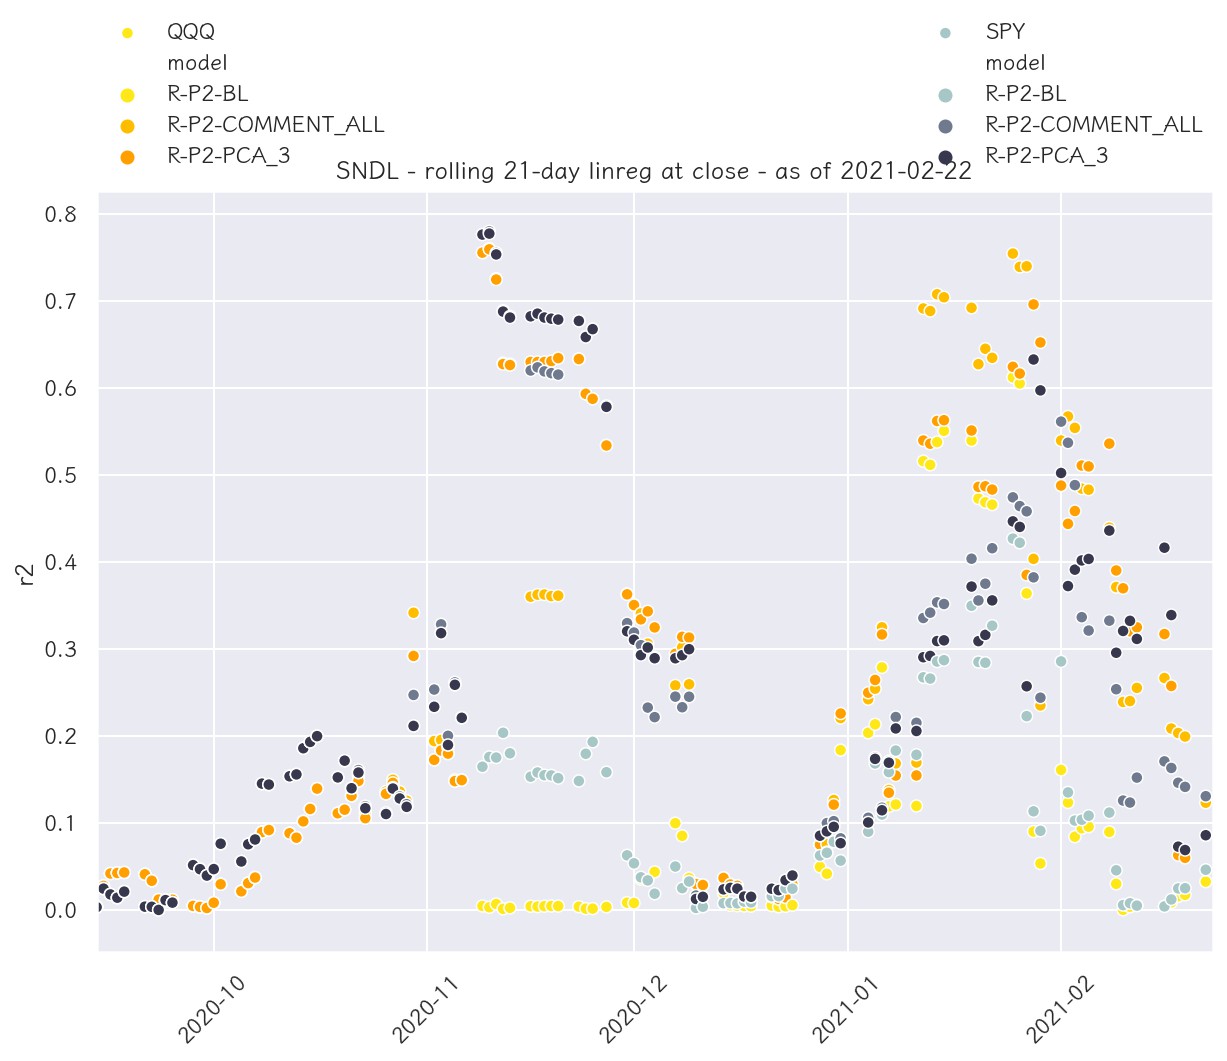 QQQ
model
R-P2-BL
R-P2-COMMENT_ALL
R-P2-PCA_3
SPY
model
R-P2-BL
R-P2-COMMENT_ALL
R-P2-PCA_3
SNDL - rolling 21-day linreg at close - as of 2021-02-22
r2
0.8
0.7
0.6
0.5
0.4
0.3
0.2
0.1
0.0
2020-10
2020-11
2020-12
2021-01
2021-02